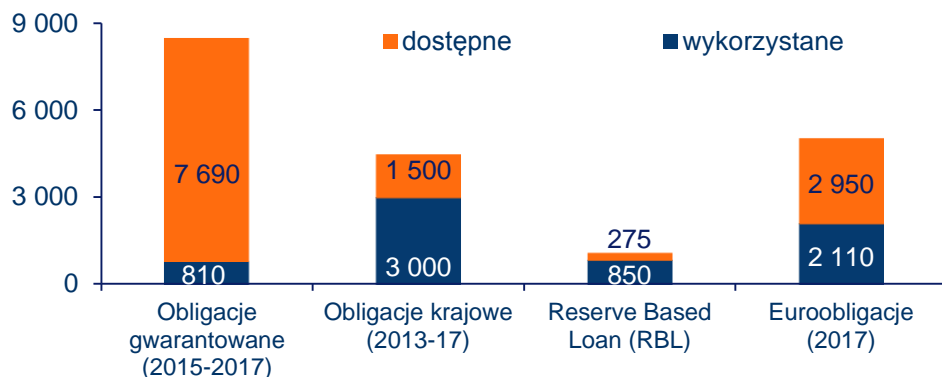 9 000
dostępne
wykorzystane
6 000
7 690
1 500
2 950
3 000
275
2 110
810
3 000
850
0
Obligacje
gwarantowane
(2015-2017)
Obligacje krajowe
(2013-17)
Reserve Based
Loan (RBL)
Euroobligacje
(2017)